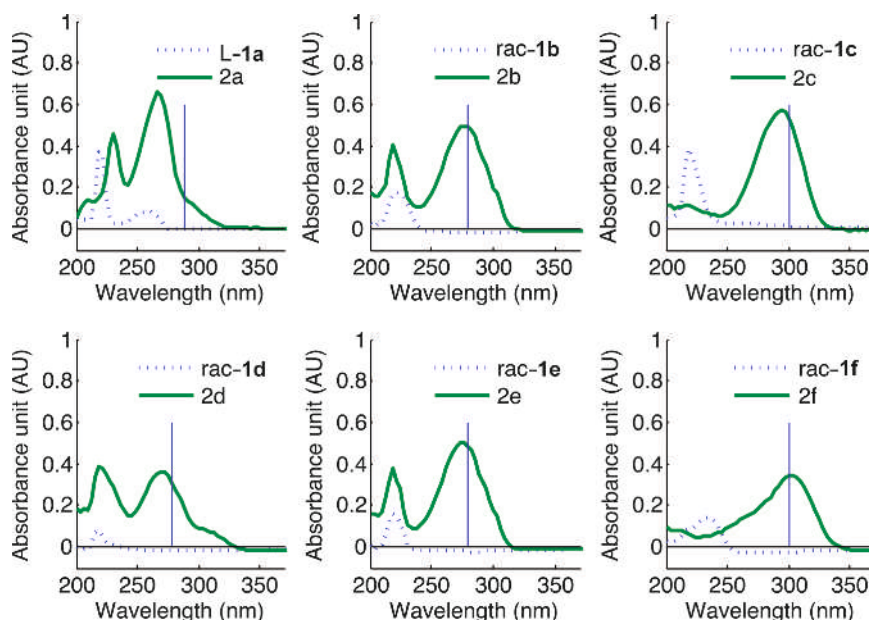 Absorbance unit (AU)
1
0.8
0.6
0.4
0.2
0
L-1a
2a
200 250 300 350
Wavelength (nm)
Absorbance unit (AU)
1
0.8
0.6
0.4
0.2
0
rac-1b
2b
200 250 300 350
Wavelength (nm)
Absorbance unit (AU)
1
0.8
0.6
0.4
0.2
0
rac-1c
2c
200 250 300 350
Wavelength (nm)
Absorbance unit (AU)
1
0.8
0.6
0.4
0.2
0
rac-1d
2d
200 250 300 350
Wavelength (nm)
Absorbance unit (AU)
1
0.8
0.6
0.4
0.2
0
rac-1e
2e
200 250 300 350
Wavelength (nm)
Absorbance unit (AU)
1
0.8
0.6
0.4
0.2
0
rac-1f
2f
200 250 300 350
Wavelength (nm)